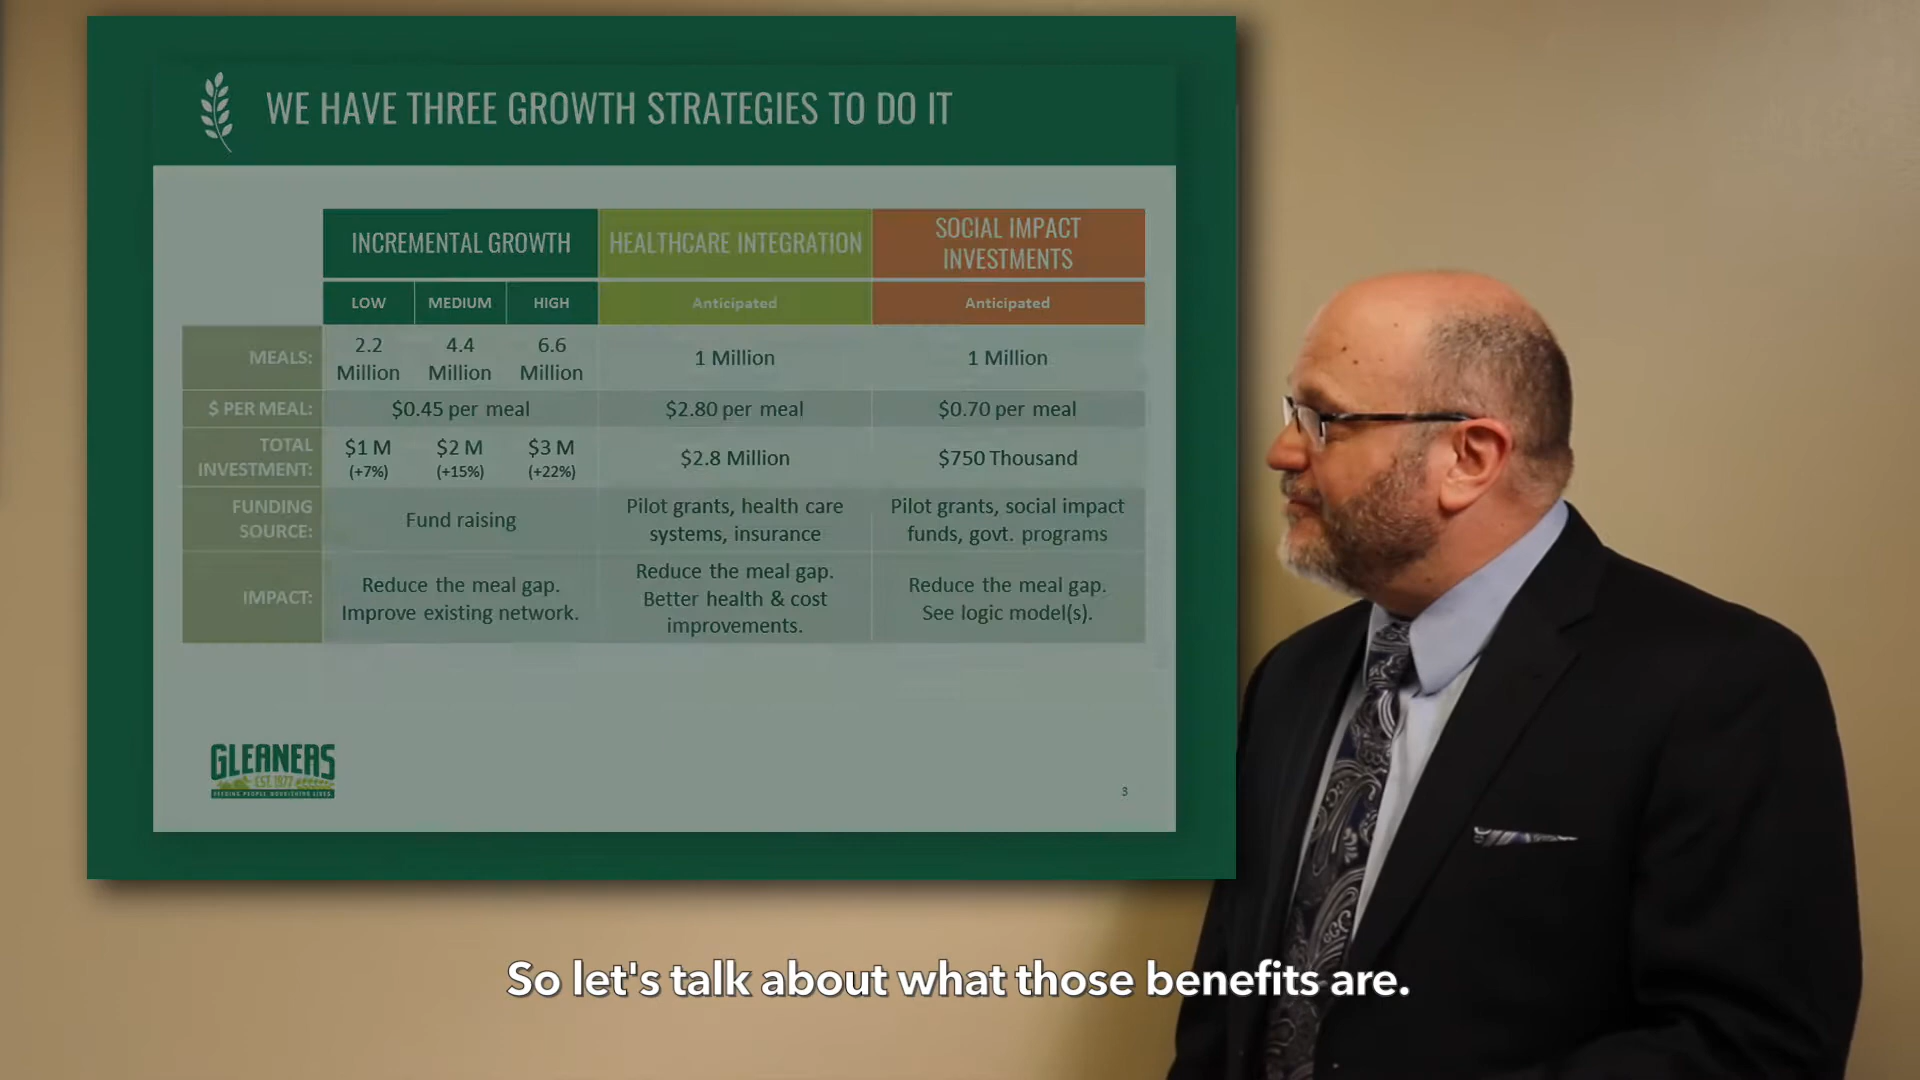 WE HAVE THREE GROWTH STRATEGIES TO DO IT
INCREMENTAL GROWTH
HEALTHCARE INTEGRATION
SOCIAL IMPACT
INVESTMENTS
LOW
MEDIUM
HIGH
Anticipated
Anticipated
MEALS:
2.2
Million
4.4
Million
6.6
Million
1 Million
1 Million
$ PER MEAL:
$0.45 per meal
$2.80 per meal
$0.70 per meal
TOTAL
INVESTMENT:
$1 M
(+7%)
$2 M
(+15%)
$3 M
(+22%)
$2.8 Million
$750 Thousand
FUNDING
SOURCE:
Fund raising
Pilot grants, health care
systems, insurance
Pilot grants, social impact
funds, govt. programs
IMPACT:
Reduce the meal gap.
Improve existing network.
Reduce the meal gap.
Better health & cost
improvements.
Reduce the meal gap.
See logic model(s).
GLEANERS
EST. 1977
FEEDING PEOPLE. NOURISHING LIVES.
3
So let's talk about what those benefits are.